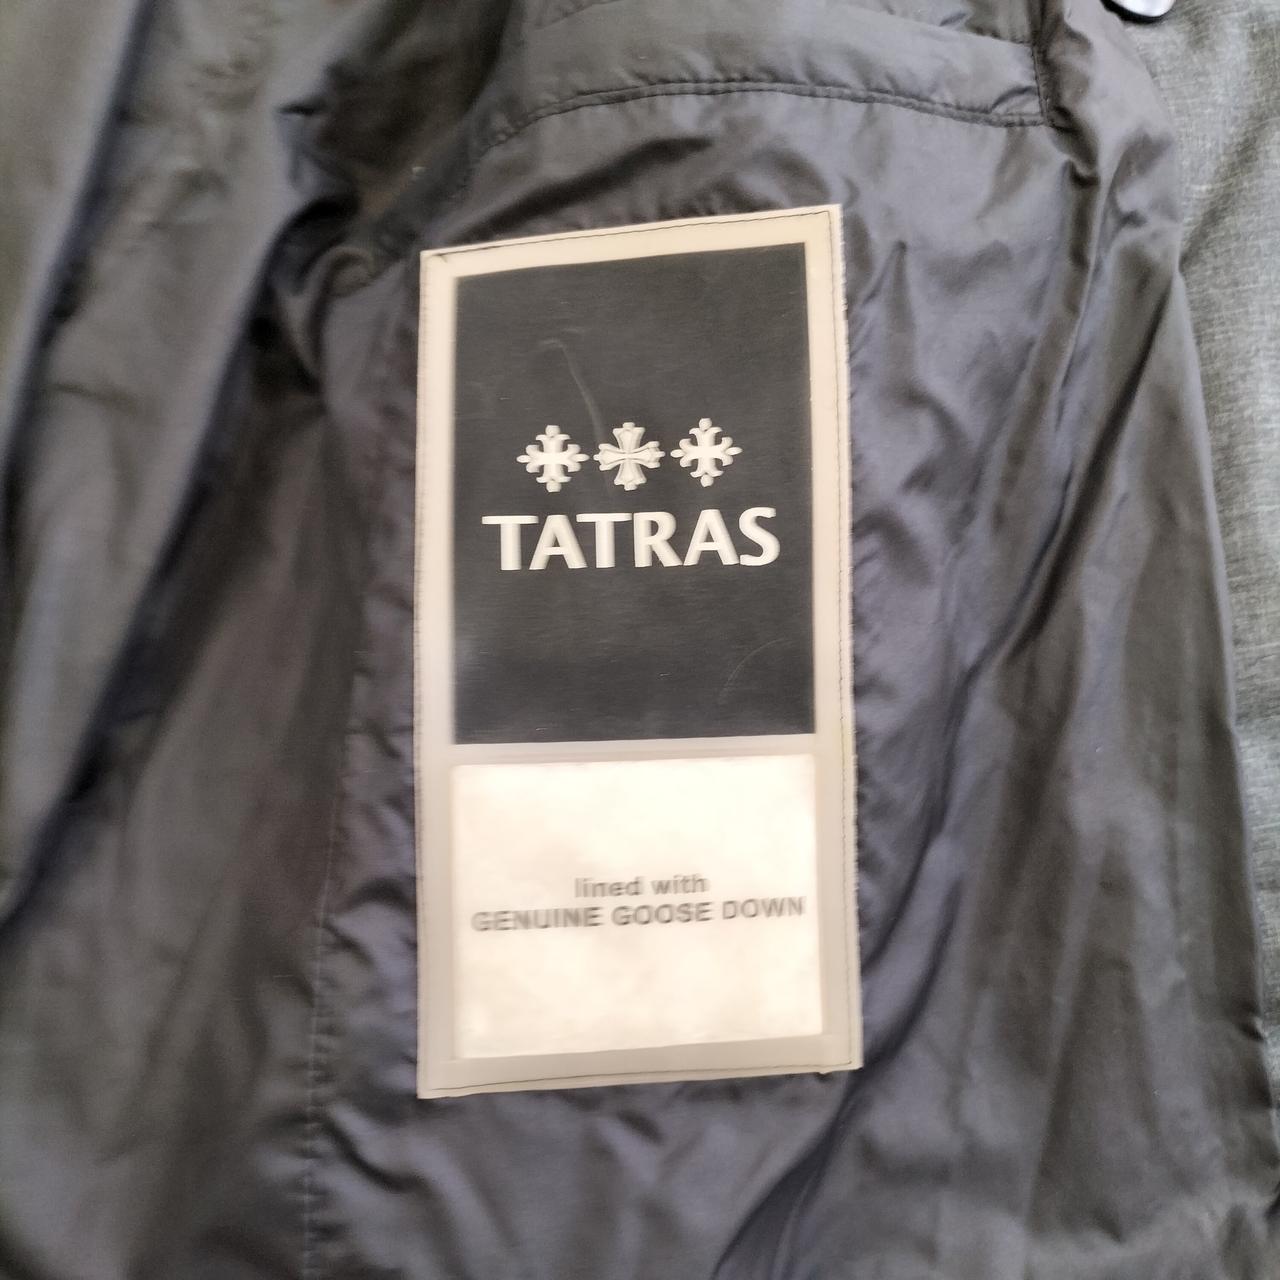 TATRAS
lined with
GENUINE GOOSE DOWN